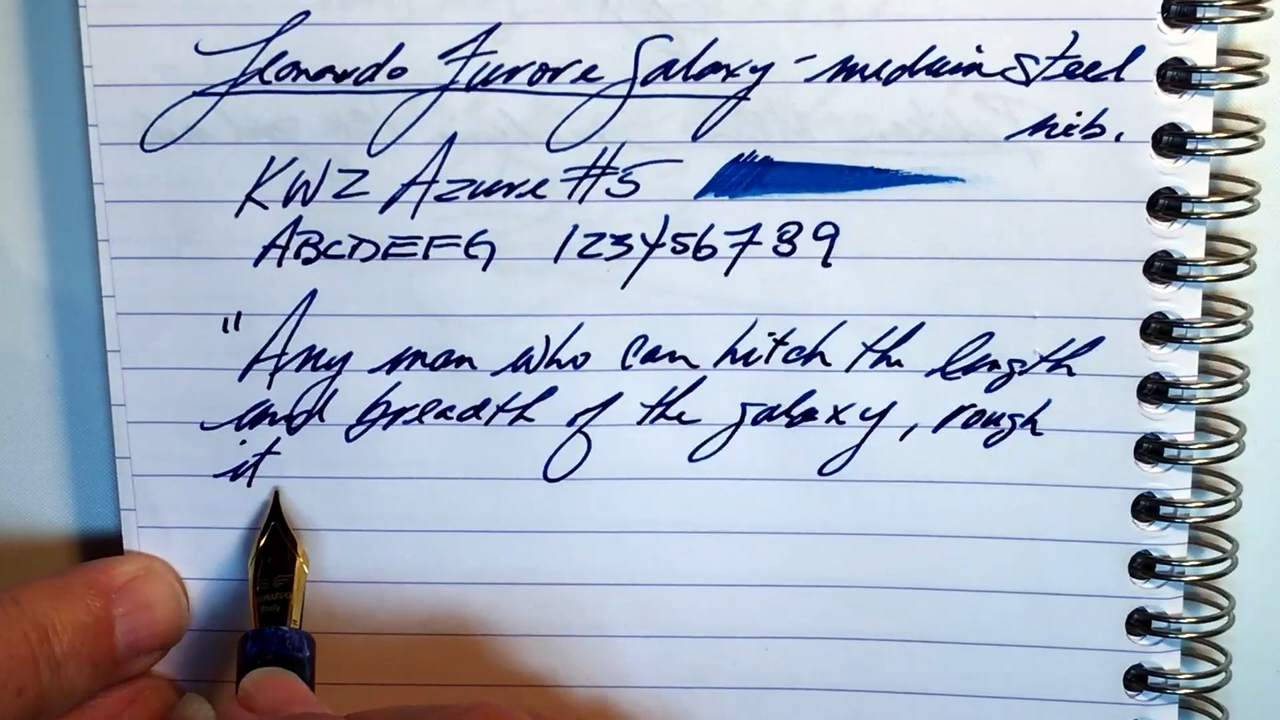 Leonardo Furore Galaxy - medium steel
nib.
KWZ Azure #5
ABCDEFG 123456789
"Any man who can hitch the length
and breadth of the galaxy, rough
it